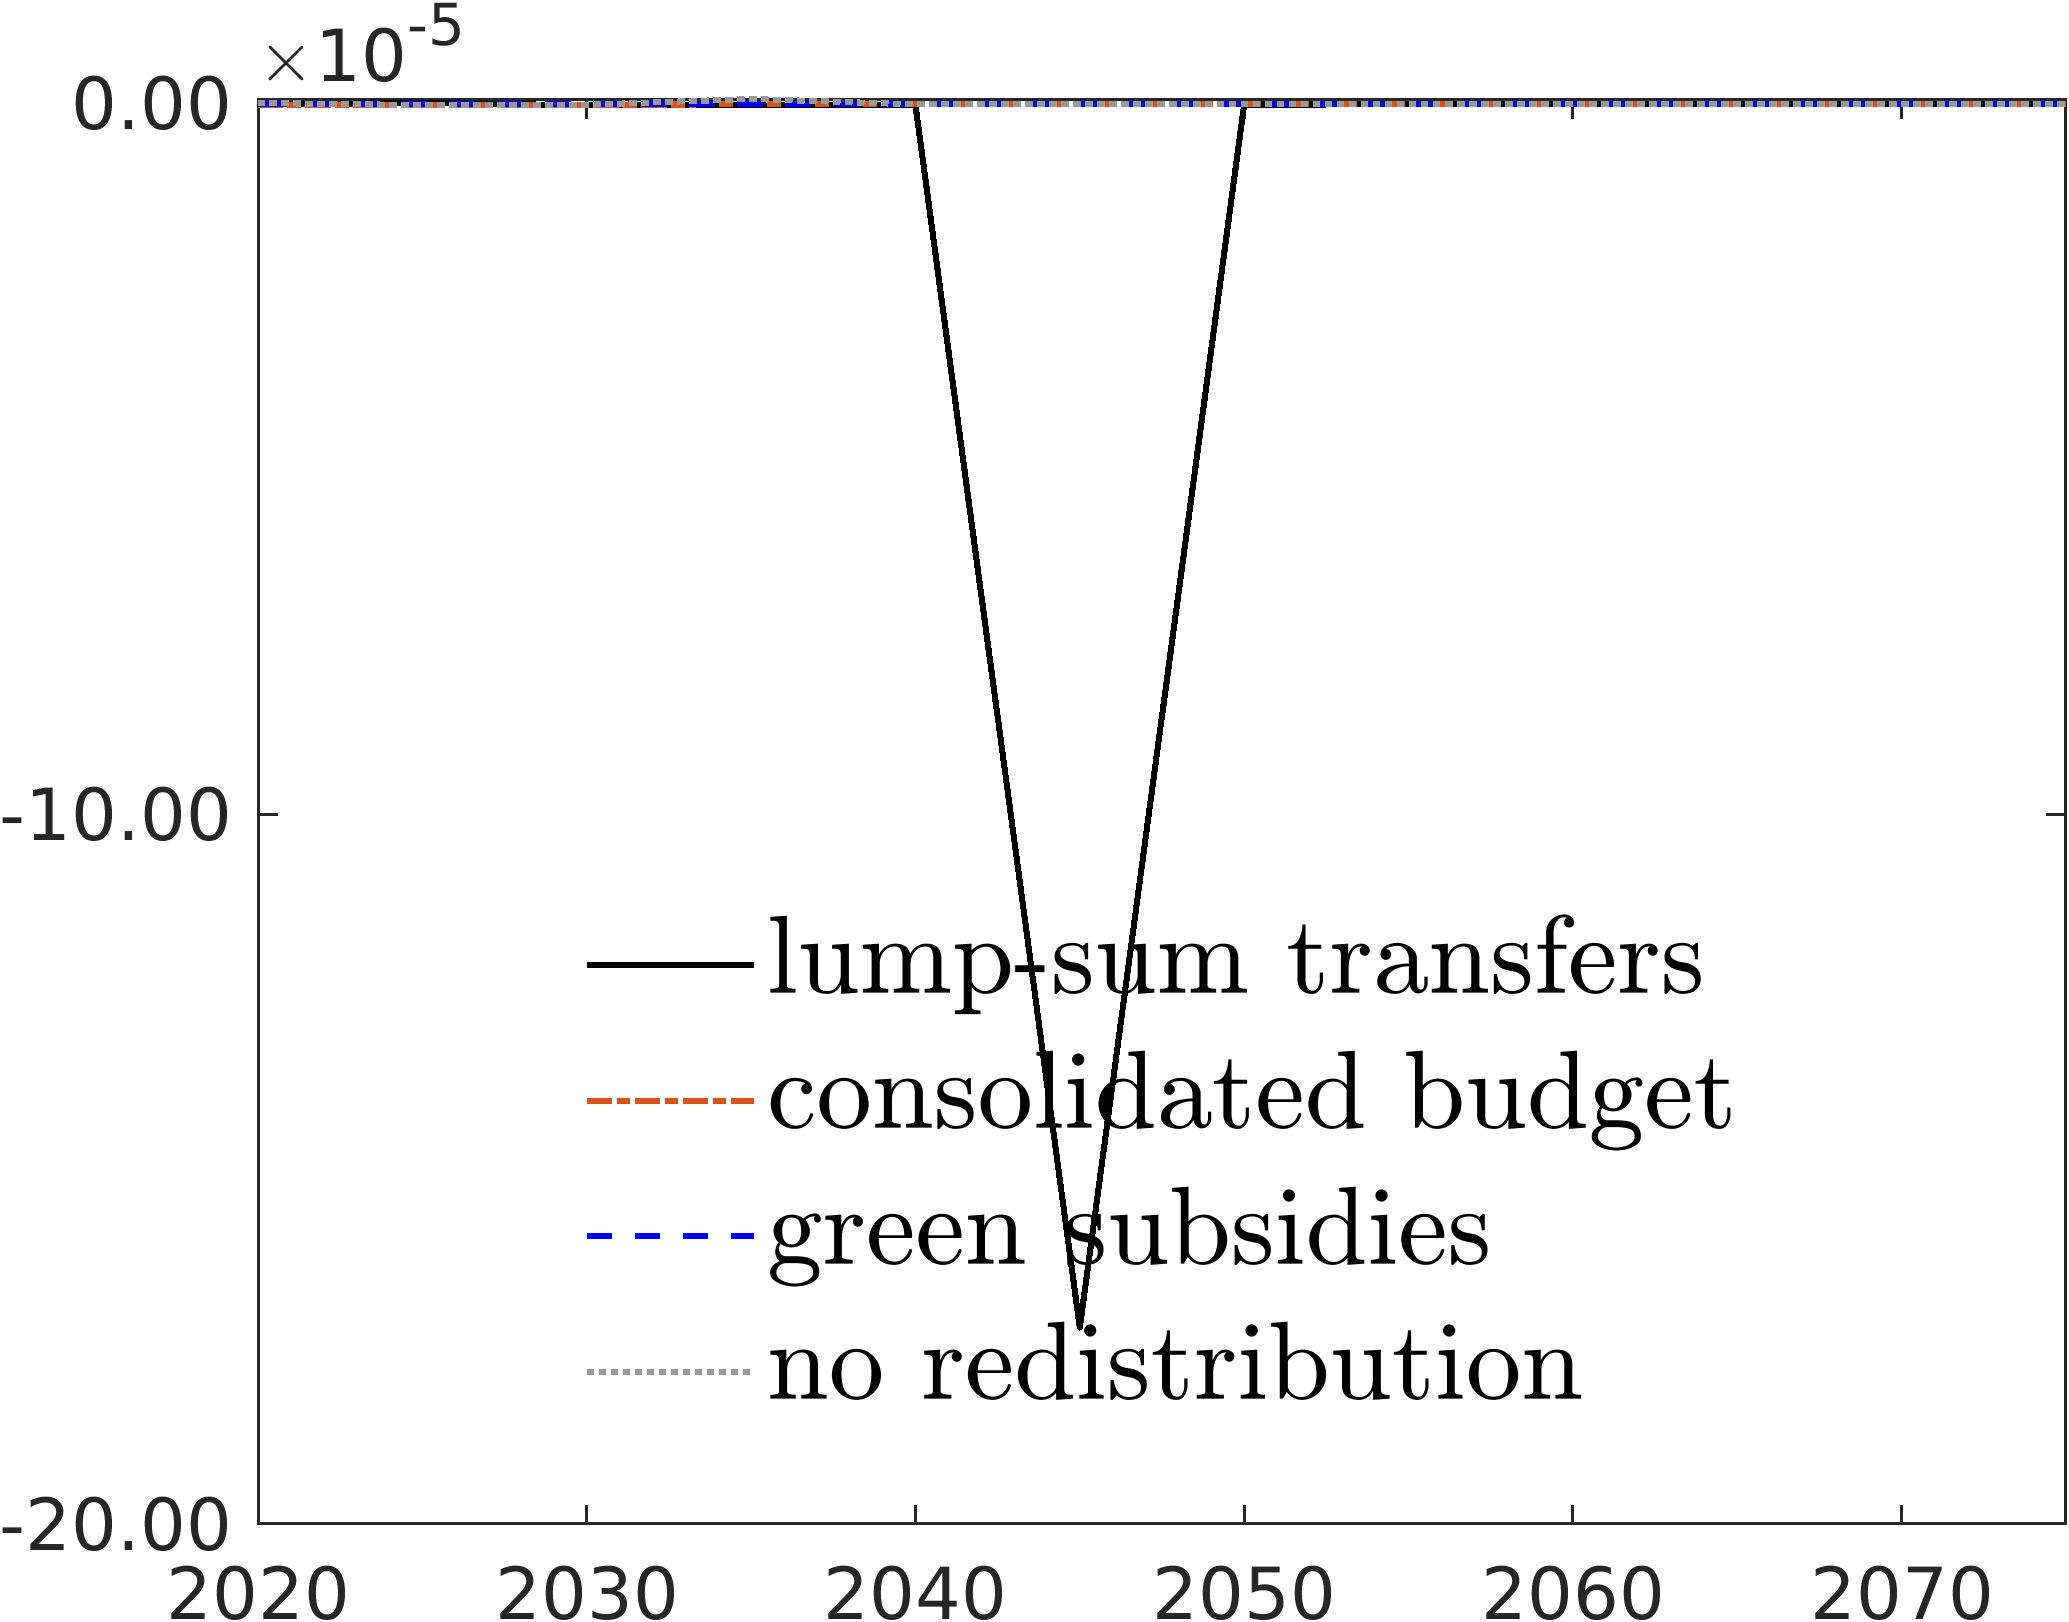 ×10-5
0.00
-10.00
lump-sum transfers
consolidated budget
green subsidies
no redistribution
-20.00
2020 2030 2040 2050 2060 2070